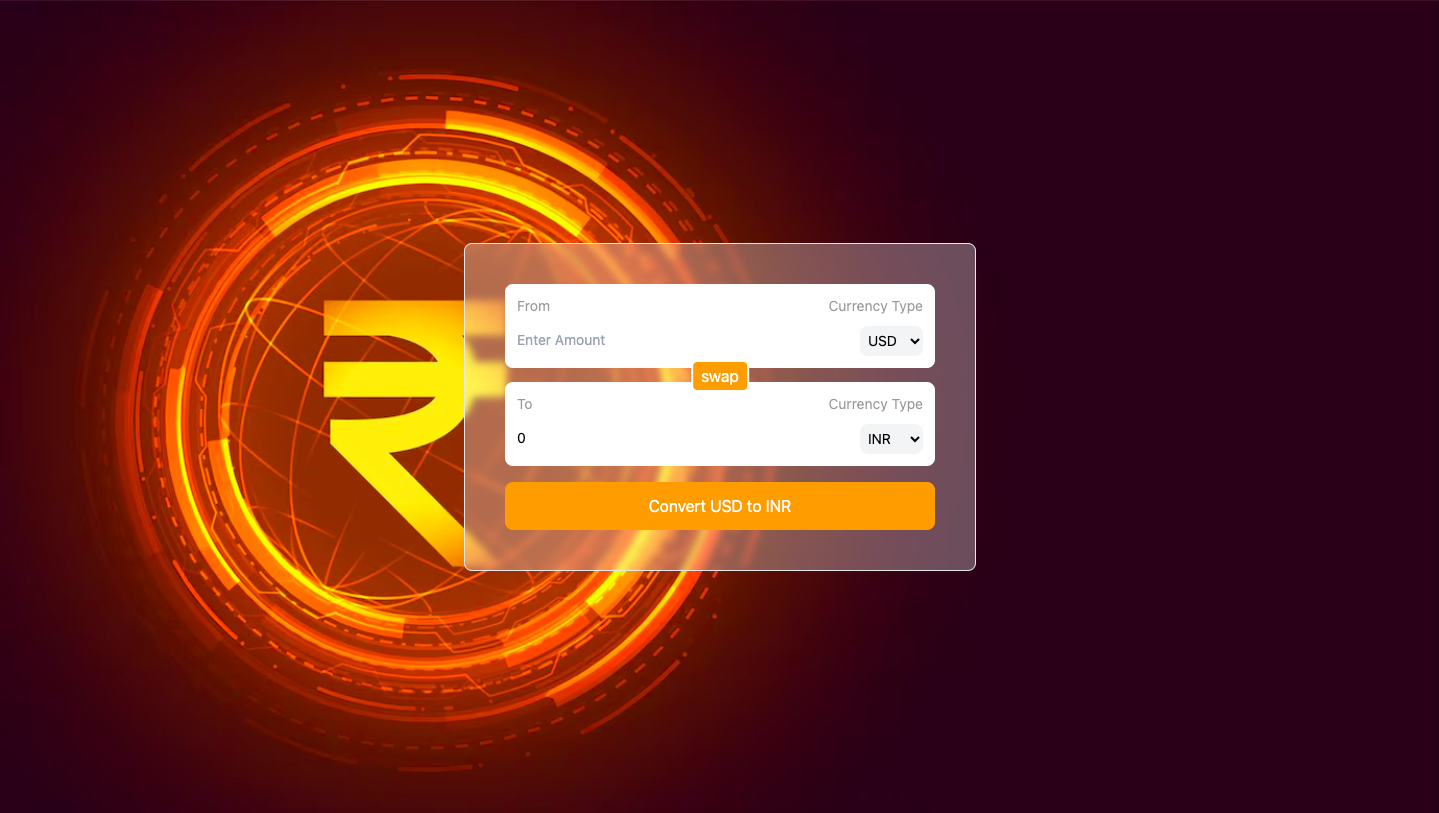 From Currency Type
Enter Amount USD
swap
To Currency Type
0 INR
Convert USD to INR
₹